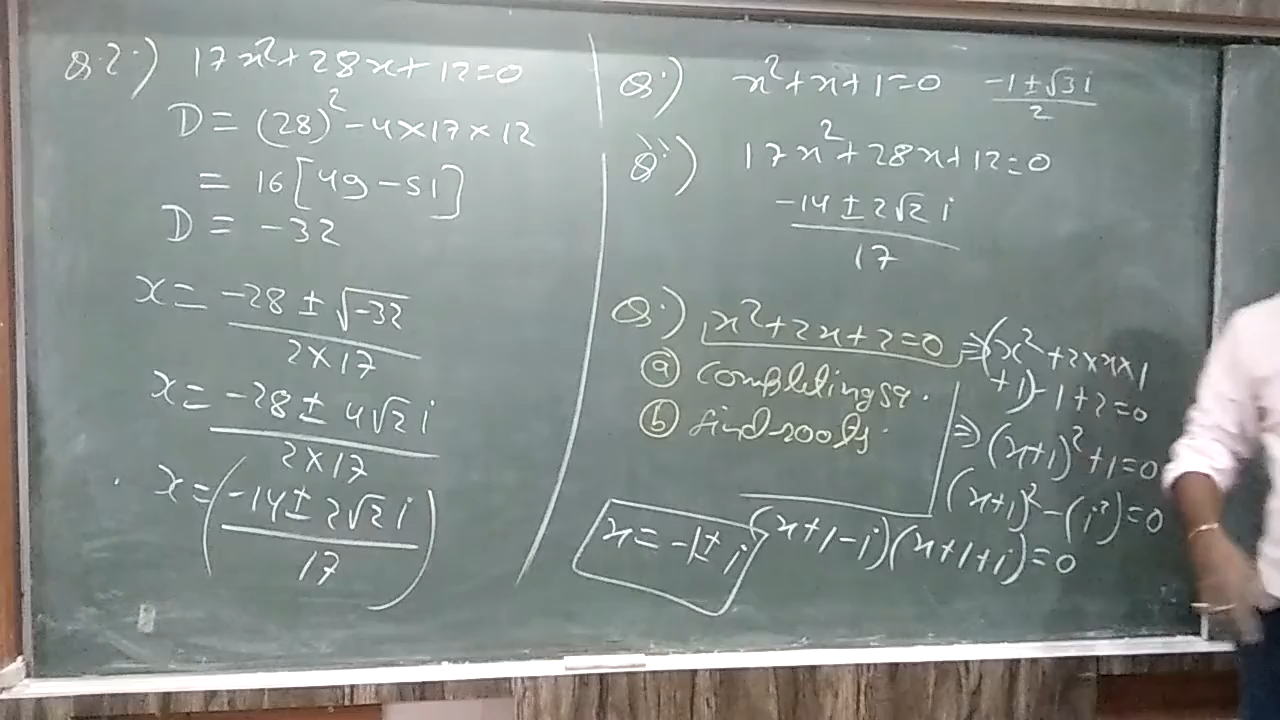 Q.2.) 17x²+28x+12=0
D = (28)² - 4×17×12
= 16[49-51]
D = -32
x = (-28 ± √-32) / (2×17)
x = (-28 ± 4√2 i) / (2×17)
x = ((-14 ± 2√2 i) / 17)
Q.) x²+x+1=0 (-1±√3 i) / 2
Q.) 17x²+28x+12=0
(-14 ± 2√2 i) / 17
Q.) x²+2x+2=0 ⇒ (x²+2×x×1
+1)-1+2=0
ⓐ Completing sq.
ⓑ find roots.
⇒ (x+1)²+1=0
(x+1)²-(i²)=0
(x+1-i)(x+1+i)=0
x = -1 ± i